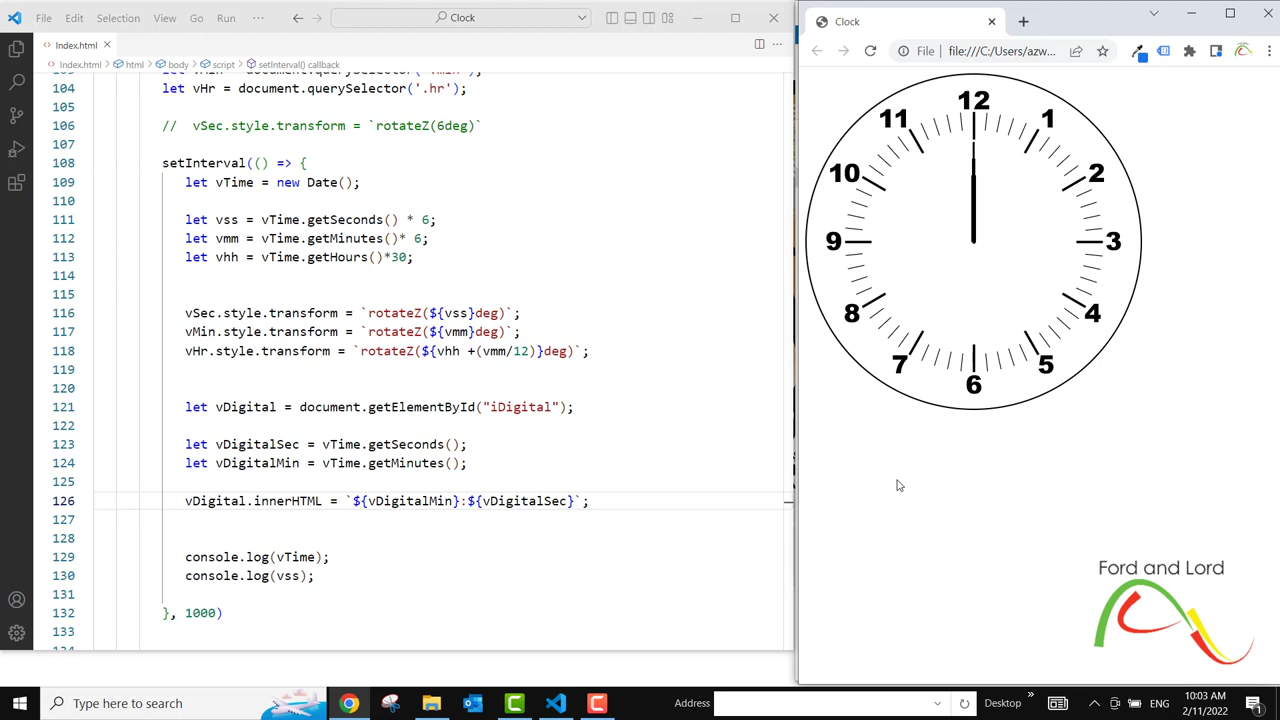 File Edit Selection View Go Run ··· Clock
Index.html
Index.html html body script setInterval() callback
104 let vHr = document.querySelector('.hr');
105
106 // vSec.style.transform = `rotateZ(6deg)`
107
108 setInterval(() => {
109 let vTime = new Date();
110
111 let vss = vTime.getSeconds() * 6;
112 let vmm = vTime.getMinutes()* 6;
113 let vhh = vTime.getHours()*30;
114
115
116 vSec.style.transform = `rotateZ(${vss}deg)`;
117 vMin.style.transform = `rotateZ(${vmm}deg)`;
118 vHr.style.transform = `rotateZ(${vhh +(vmm/12)}deg)`;
119
120
121 let vDigital = document.getElementById("iDigital");
122
123 let vDigitalSec = vTime.getSeconds();
124 let vDigitalMin = vTime.getMinutes();
125
126 vDigital.innerHTML = `${vDigitalMin}:${vDigitalSec}`;
127
128
129 console.log(vTime);
130 console.log(vss);
131
132 }, 1000)
133
Clock
File file:///C:/Users/azw...
12
11 1
10 2
9 3
8 4
7 5
6
Ford and Lord
Type here to search
Address
Desktop
ENG
10:03 AM
2/11/2022
1